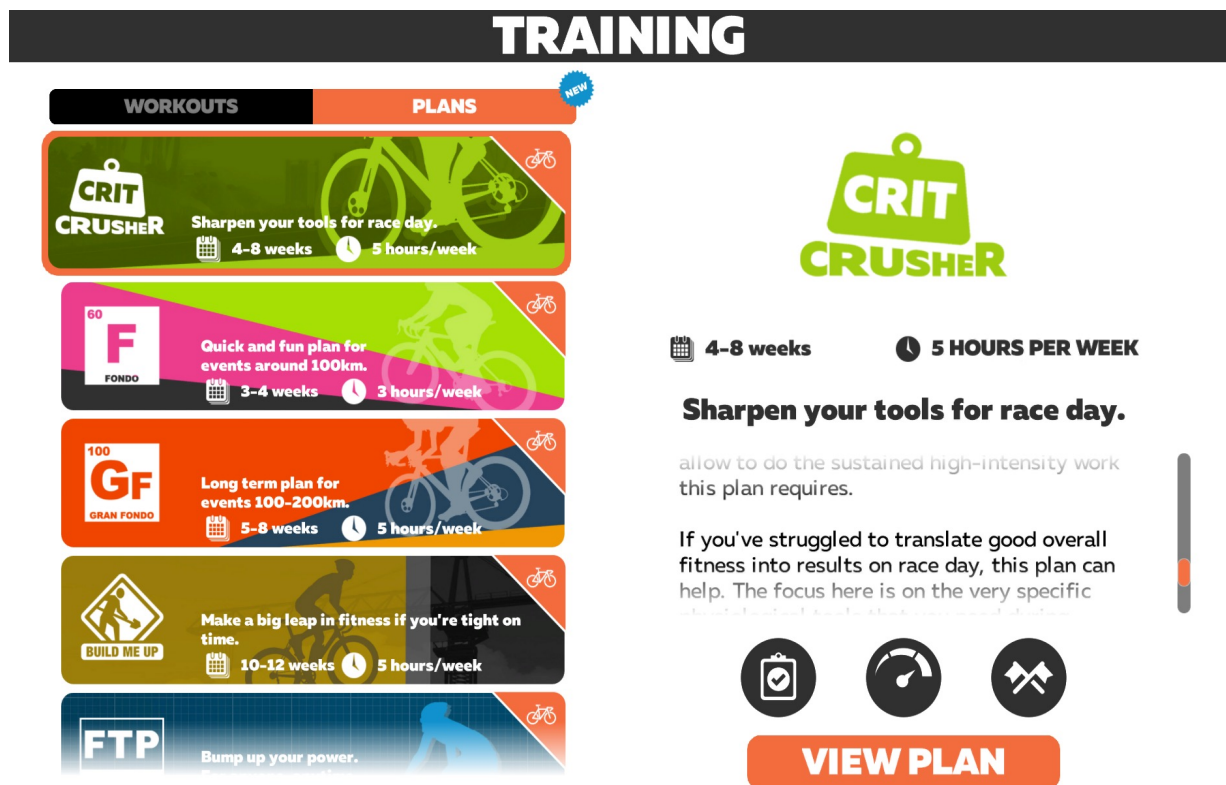 TRAINING
WORKOUTS
PLANS
NEW
CRIT
CRUSHER
Sharpen your tools for race day.
4-8 weeks
5 hours/week
60
F
FONDO
Quick and fun plan for
events around 100km.
3-4 weeks
3 hours/week
100
GF
GRAN FONDO
Long term plan for
events 100-200km.
5-8 weeks
5 hours/week
BUILD ME UP
Make a big leap in fitness if you're tight on
time.
10-12 weeks
5 hours/week
FTP
Bump up your power.
CRIT
CRUSHER
4-8 weeks
5 HOURS PER WEEK
Sharpen your tools for race day.
allow to do the sustained high-intensity work
this plan requires.
If you've struggled to translate good overall
fitness into results on race day, this plan can
help. The focus here is on the very specific
VIEW PLAN